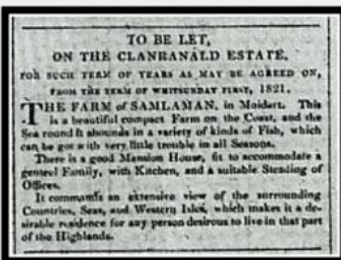 TO BE LET,
ON THE CLANRANALD ESTATE,
FOR SUCH TERM OF YEARS AS MAY BE AGREED ON,
FROM THE TERM OF WHITSUNDAY FIRST, 1821.
THE FARM of SAMLAMAN, in Moidart. This
is a beautiful compact Farm on the Coast, and the
Sea round it abounds in a variety of kinds of Fish, which
can be got with very little trouble in all Seasons.
There is a good Mansion House, fit to accommodate a
genteel Family, with Kitchen, and a suitable Steading of
Offices.
It commands an extensive view of the surrounding
Countries, Seas, and Western Isles, which makes it a de-
sirable residence for any person desirous to live in that part
of the Highlands.